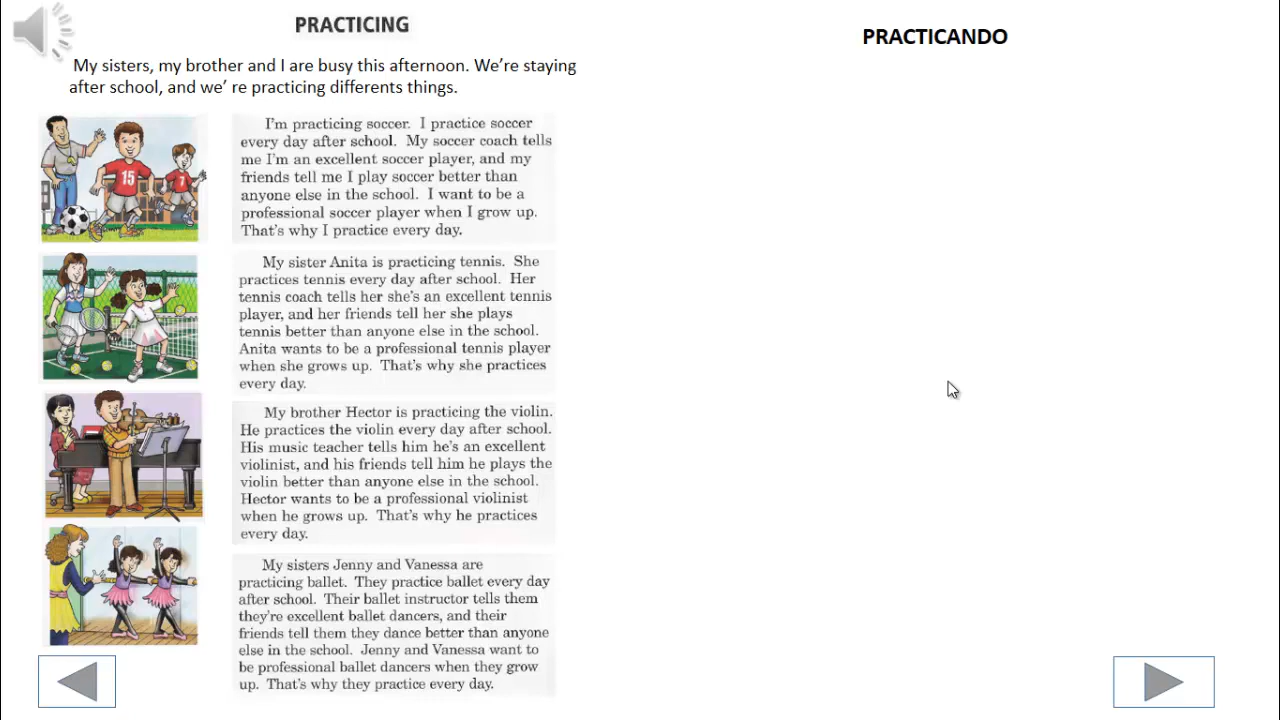 PRACTICING
My sisters, my brother and I are busy this afternoon. We're staying
after school, and we' re practicing differents things.
I'm practicing soccer. I practice soccer
every day after school. My soccer coach tells
me I'm an excellent soccer player, and my
friends tell me I play soccer better than
anyone else in the school. I want to be a
professional soccer player when I grow up.
That's why I practice every day.
15
7
My sister Anita is practicing tennis. She
practices tennis every day after school. Her
tennis coach tells her she's an excellent tennis
player, and her friends tell her she plays
tennis better than anyone else in the school.
Anita wants to be a professional tennis player
when she grows up. That's why she practices
every day.
My brother Hector is practicing the violin.
He practices the violin every day after school.
His music teacher tells him he's an excellent
violinist, and his friends tell him he plays the
violin better than anyone else in the school.
Hector wants to be a professional violinist
when he grows up. That's why he practices
every day.
My sisters Jenny and Vanessa are
practicing ballet. They practice ballet every day
after school. Their ballet instructor tells them
they're excellent ballet dancers, and their
friends tell them they dance better than anyone
else in the school. Jenny and Vanessa want to
be professional ballet dancers when they grow
up. That's why they practice every day.
PRACTICANDO